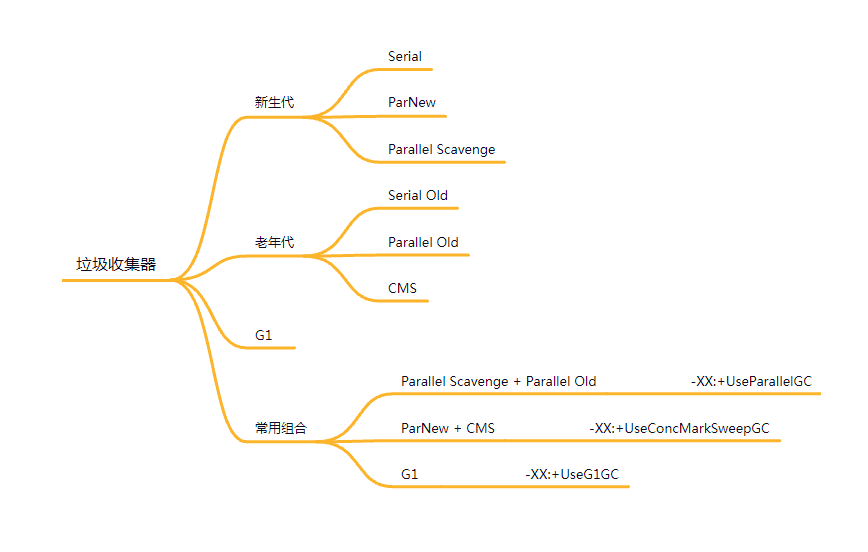 垃圾收集器
新生代
Serial
ParNew
Parallel Scavenge
老年代
Serial Old
Parallel Old
CMS
G1
常用组合
Parallel Scavenge + Parallel Old -XX:+UseParallelGC
ParNew + CMS -XX:+UseConcMarkSweepGC
G1 -XX:+UseG1GC